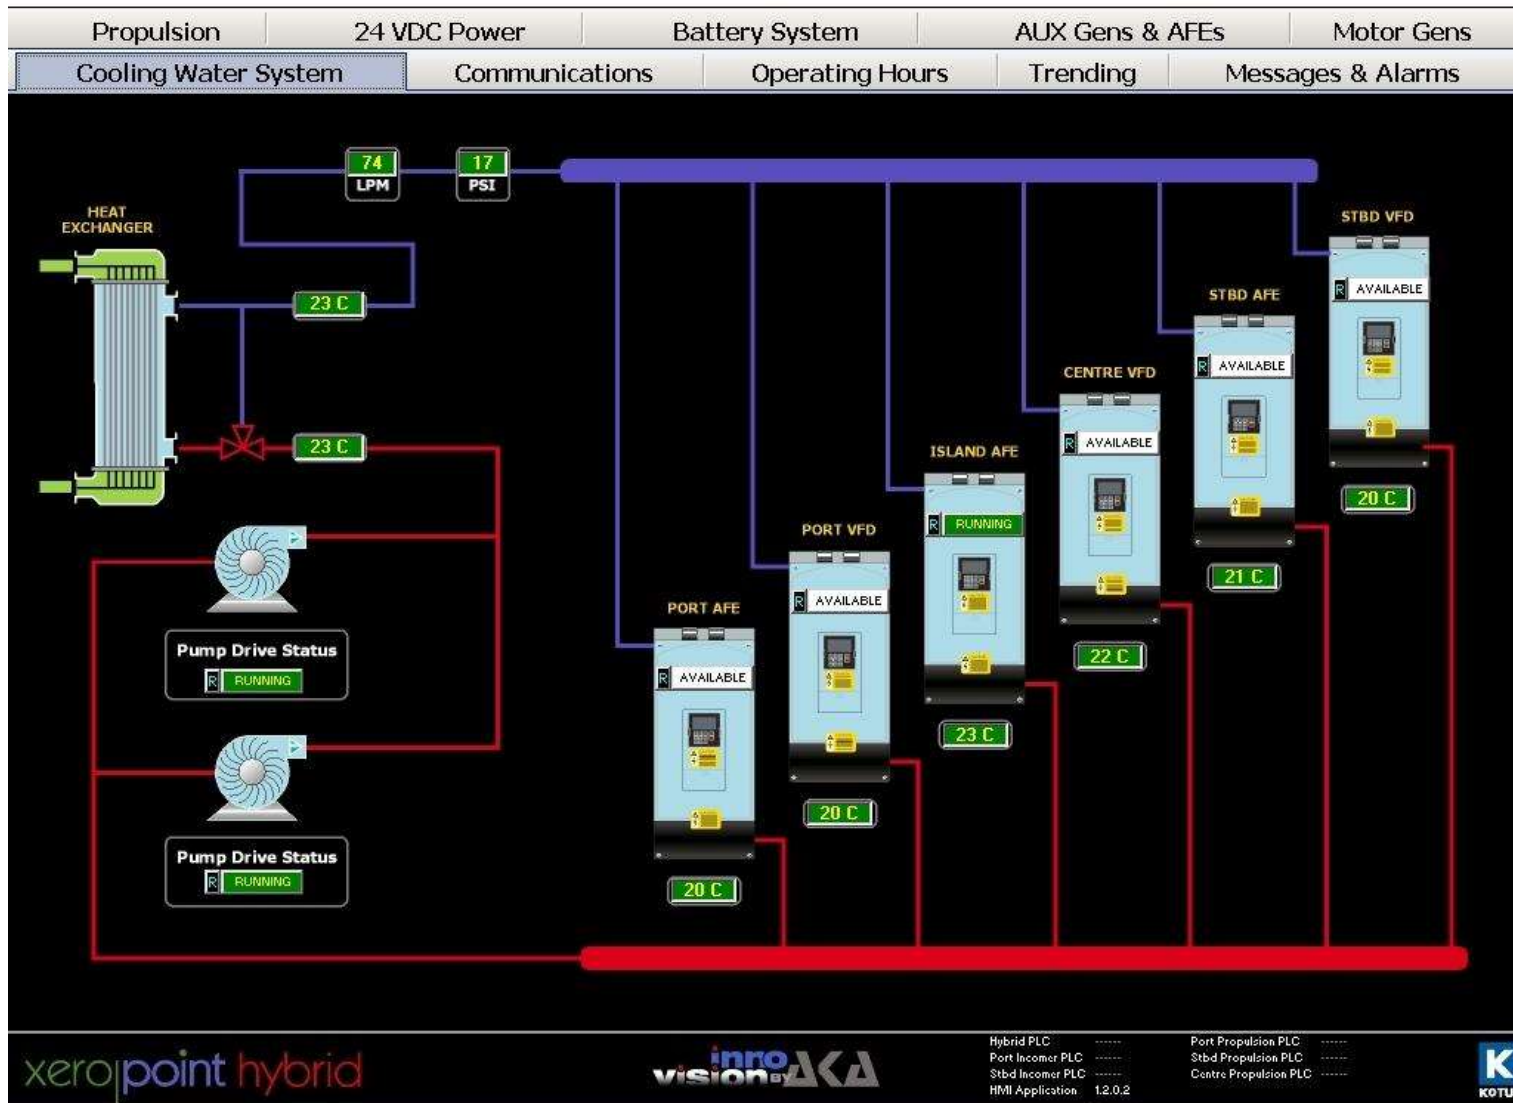 Propulsion
24 VDC Power
Battery System
AUX Gens & AFEs
Motor Gens
Cooling Water System
Communications
Operating Hours
Trending
Messages & Alarms
74
LPM
17
PSI
HEAT
EXCHANGER
23 C
23 C
STBD VFD
R AVAILABLE
20 C
STBD AFE
R AVAILABLE
21 C
CENTRE VFD
R AVAILABLE
22 C
ISLAND AFE
R RUNNING
23 C
PORT VFD
R AVAILABLE
20 C
PORT AFE
R AVAILABLE
20 C
Pump Drive Status
R RUNNING
Pump Drive Status
R RUNNING
xeropoint hybrid
inno
vision BY AKA
Hybrid PLC -----
Port Incomer PLC -----
Stbd Incomer PLC -----
HMI Application 1.2.0.2
Port Propulsion PLC -----
Stbd Propulsion PLC -----
Centre Propulsion PLC -----
K
KOTU